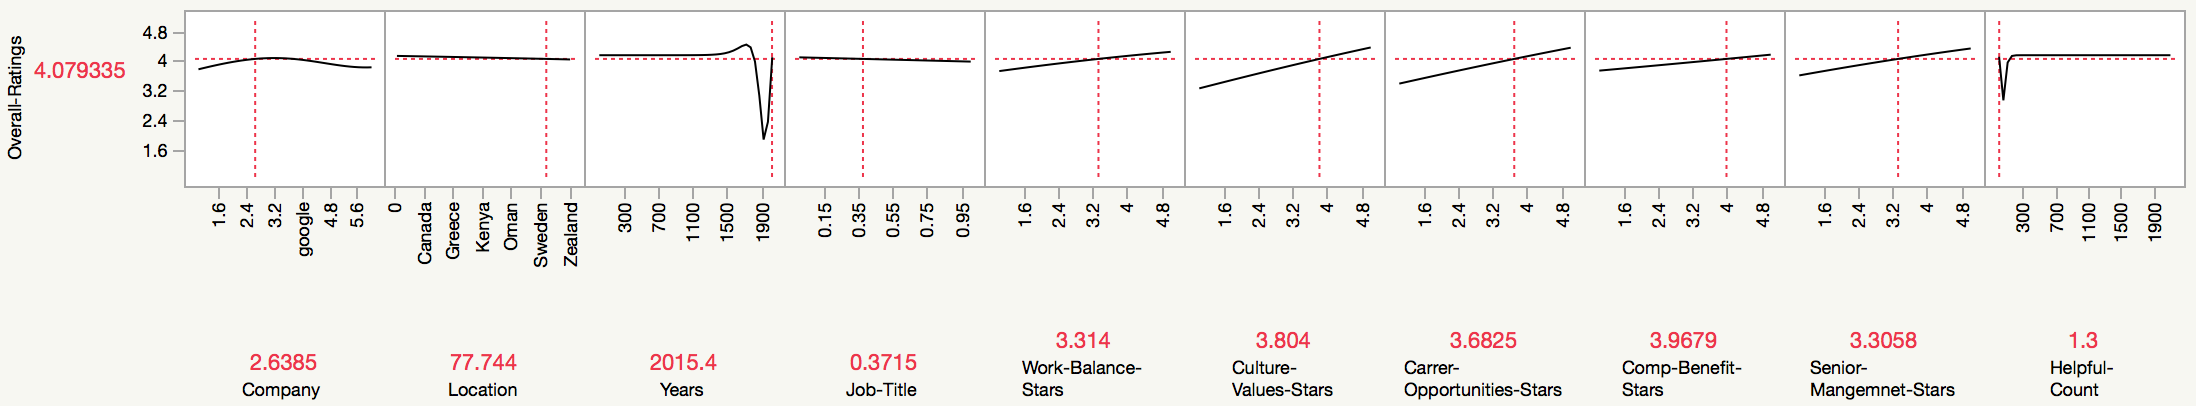 Overall-Ratings
4.079335
4.8
4
3.2
2.4
1.6
1.6 2.4 3.2 google 4.8 5.6
0 Canada Greece Kenya Oman Sweden Zealand
300 700 1100 1500 1900
0.15 0.35 0.55 0.75 0.95
1.6 2.4 3.2 4 4.8
1.6 2.4 3.2 4 4.8
1.6 2.4 3.2 4 4.8
1.6 2.4 3.2 4 4.8
1.6 2.4 3.2 4.8
300 700 1100 1500 1900
2.6385
Company
77.744
Location
2015.4
Years
0.3715
Job-Title
3.314
Work-Balance-
Stars
3.804
Culture-
Values-Stars
3.6825
Carrer-
Opportunities-Stars
3.9679
Comp-Benefit-
Stars
3.3058
Senior-
Mangemnet-Stars
1.3
Helpful-
Count